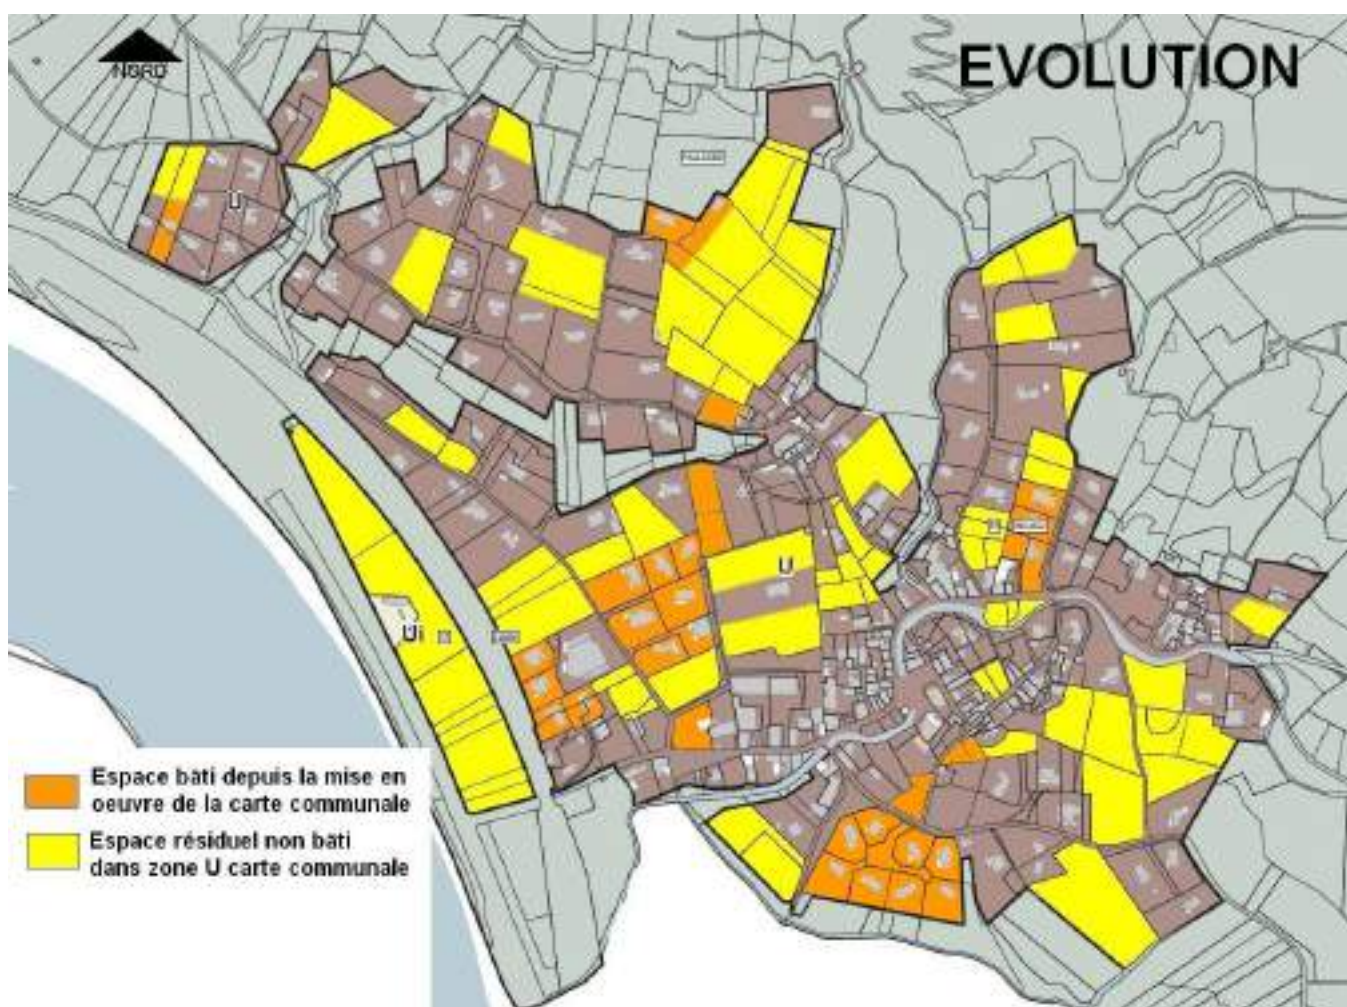 EVOLUTION
NORD
U
U
Ui
Espace bâti depuis la mise en
oeuvre de la carte communale
Espace résiduel non bâti
dans zone U carte communale